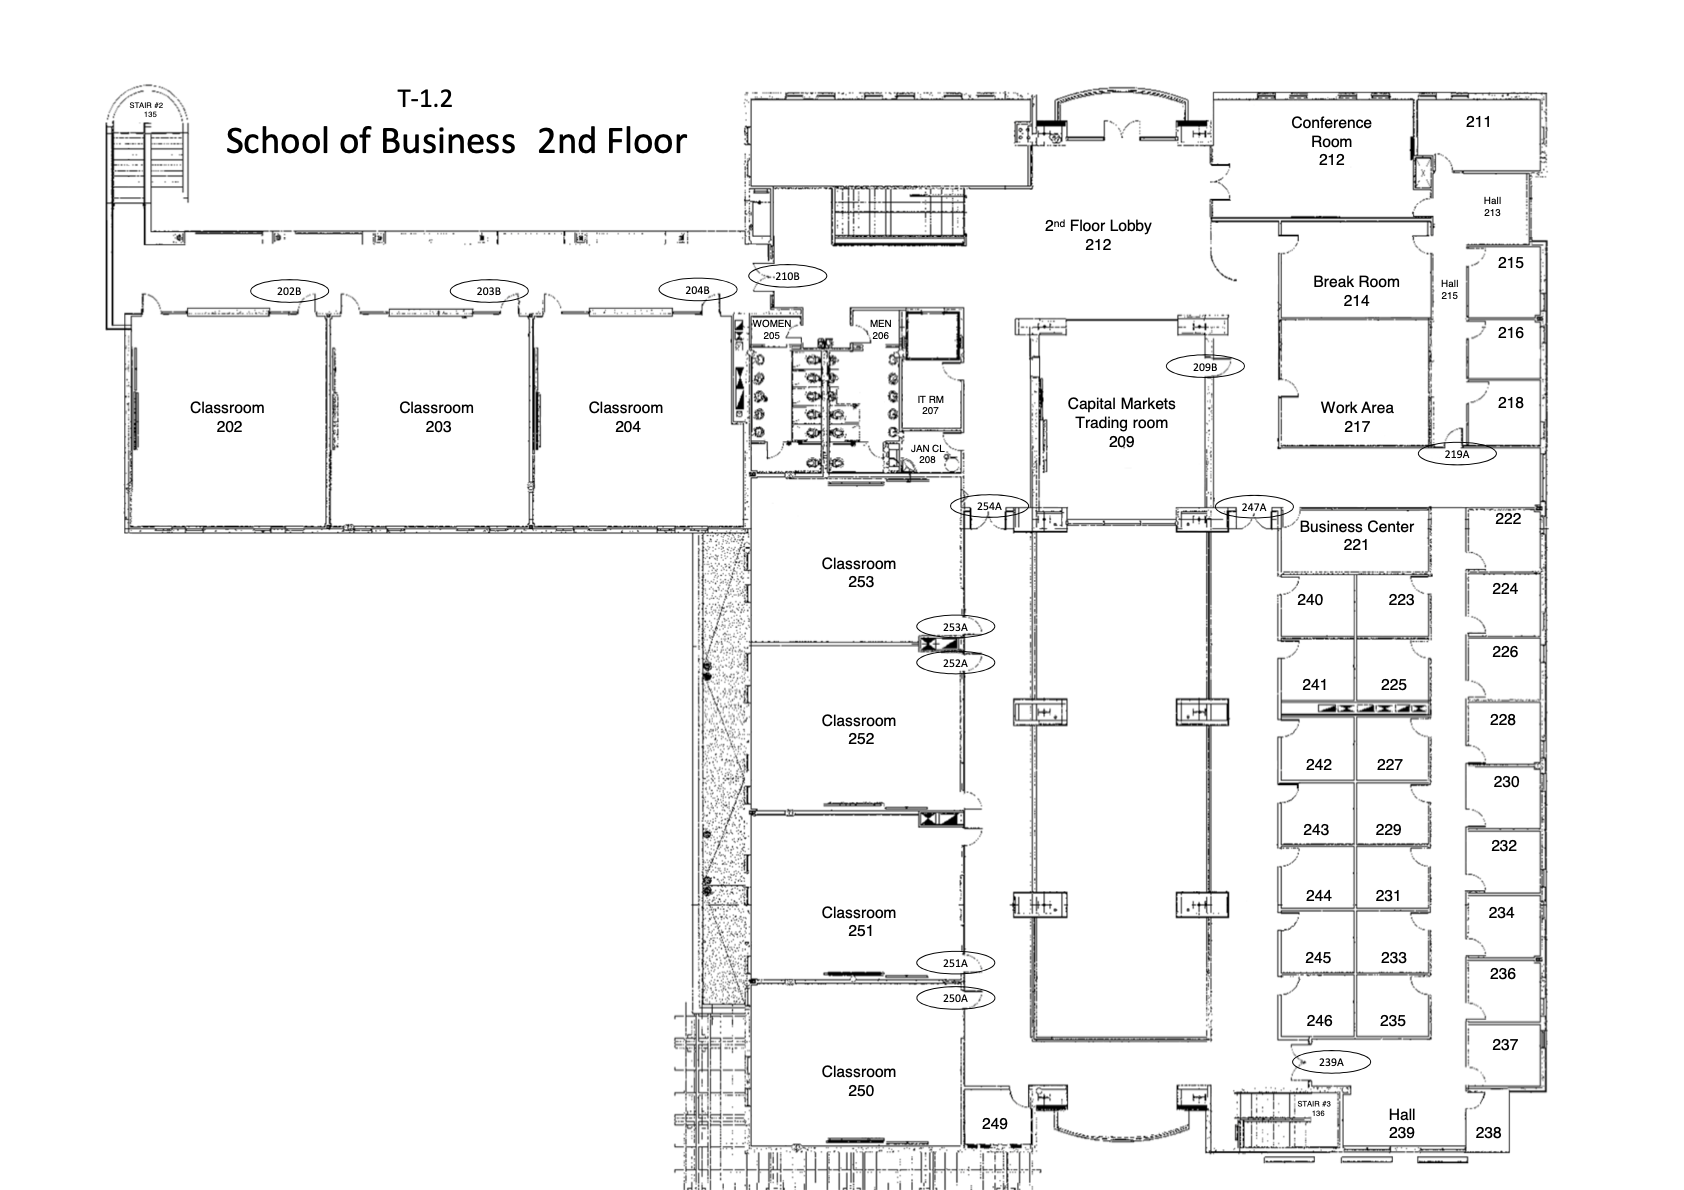 STAIR #2
135
T-1.2
School of Business 2nd Floor
Conference
Room
212
211
Hall
213
2nd Floor Lobby
212
210B
202B
203B
204B
Break Room
214
Hall
215
215
WOMEN
205
MEN
206
216
209B
Classroom
202
Classroom
203
Classroom
204
IT RM
207
Capital Markets
Trading room
209
Work Area
217
218
JAN CL
208
219A
254A
247A
Business Center
221
222
Classroom
253
240
223
224
253A
252A
241
225
226
Classroom
252
228
242
227
230
243
229
232
244
231
Classroom
251
234
245
233
251A
236
250A
246
235
237
239A
Classroom
250
STAIR #3
136
249
Hall
239
238